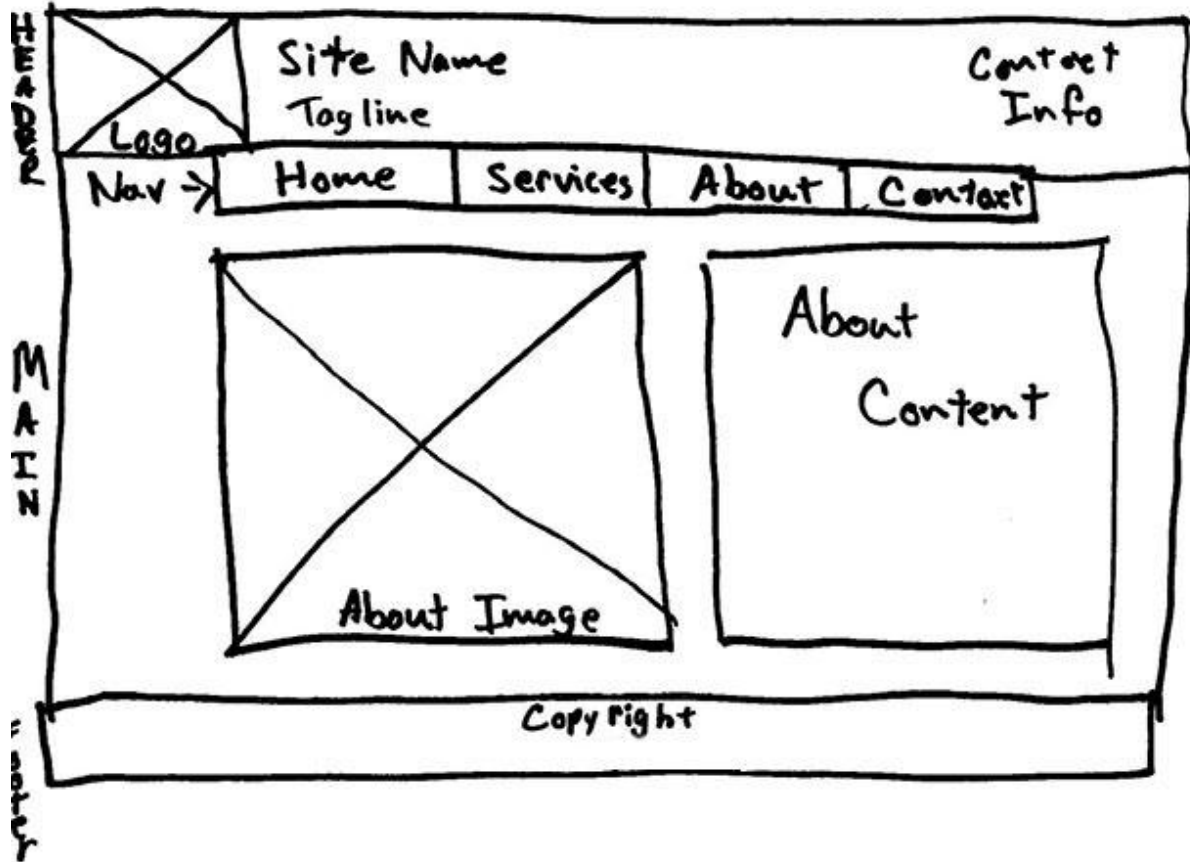 HEADER
Site Name
Tagline
Contact
Info
Logo
Nav → Home Services About Contact
MAIN
About
Content
About Image
Copyright
Footer